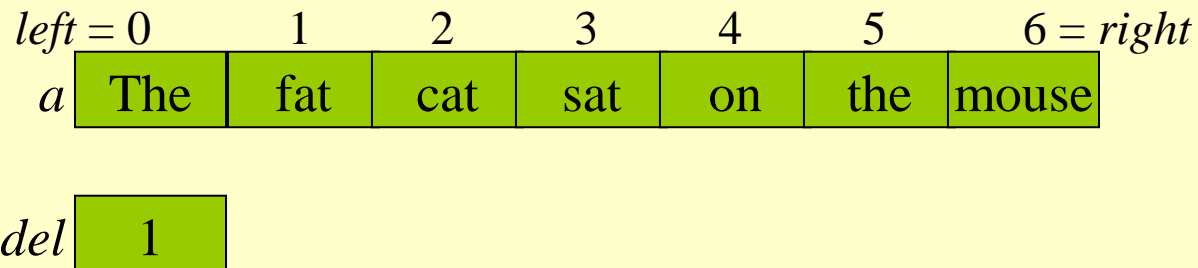 left = 0 1 2 3 4 5 6 = right
a The fat cat sat on the mouse
del 1